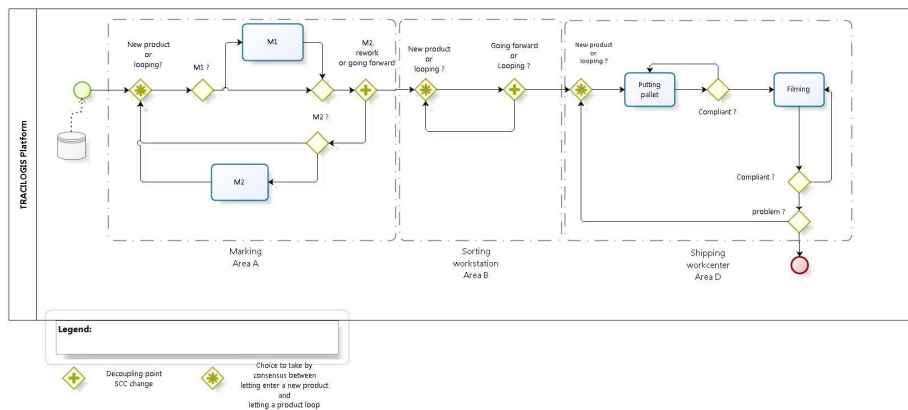 TRACILOGIS Platform
New product
or
looping?
M1 ?
M1
M2,
rework
or going forward
M2 ?
M2
Marking
Area A
New product
or
looping ?
Going forward
or
Looping ?
Sorting
workstation
Area B
New product
or
looping ?
Putting
pallet
Compliant ?
Filming
Compliant ?
problem ?
Shipping
workcenter
Area D
Legend:
Decoupling point
SCC change
Choice to take by
consensus between
letting enter a new product
and
letting a product loop